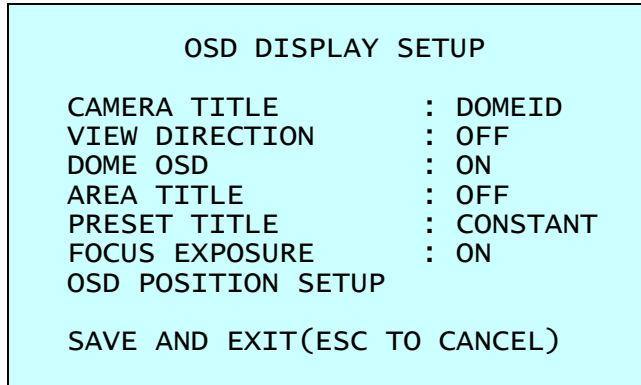 OSD DISPLAY SETUP
CAMERA TITLE : DOMEID
VIEW DIRECTION : OFF
DOME OSD : ON
AREA TITLE : OFF
PRESET TITLE : CONSTANT
FOCUS EXPOSURE : ON
OSD POSITION SETUP
SAVE AND EXIT(ESC TO CANCEL)